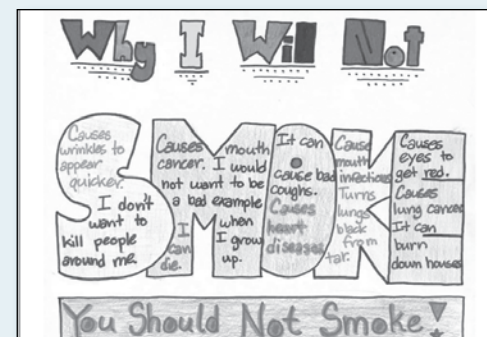 Why I Will Not
SMOKE
Causes
wrinkles to
appear
quicker.
I don't
want to
kill people
around me.
Causes mouth
cancer. I would
not want to be
a bad example
when
I grow
up.
I
can
die.
It can
cause bad
coughs.
Causes
heart
diseases
Cause
mouth
infections
Turns
lungs
black
from
tar.
Causes
eyes to
get red.
Causes
lung cancer
It can
burn
down houses
You Should Not Smoke!